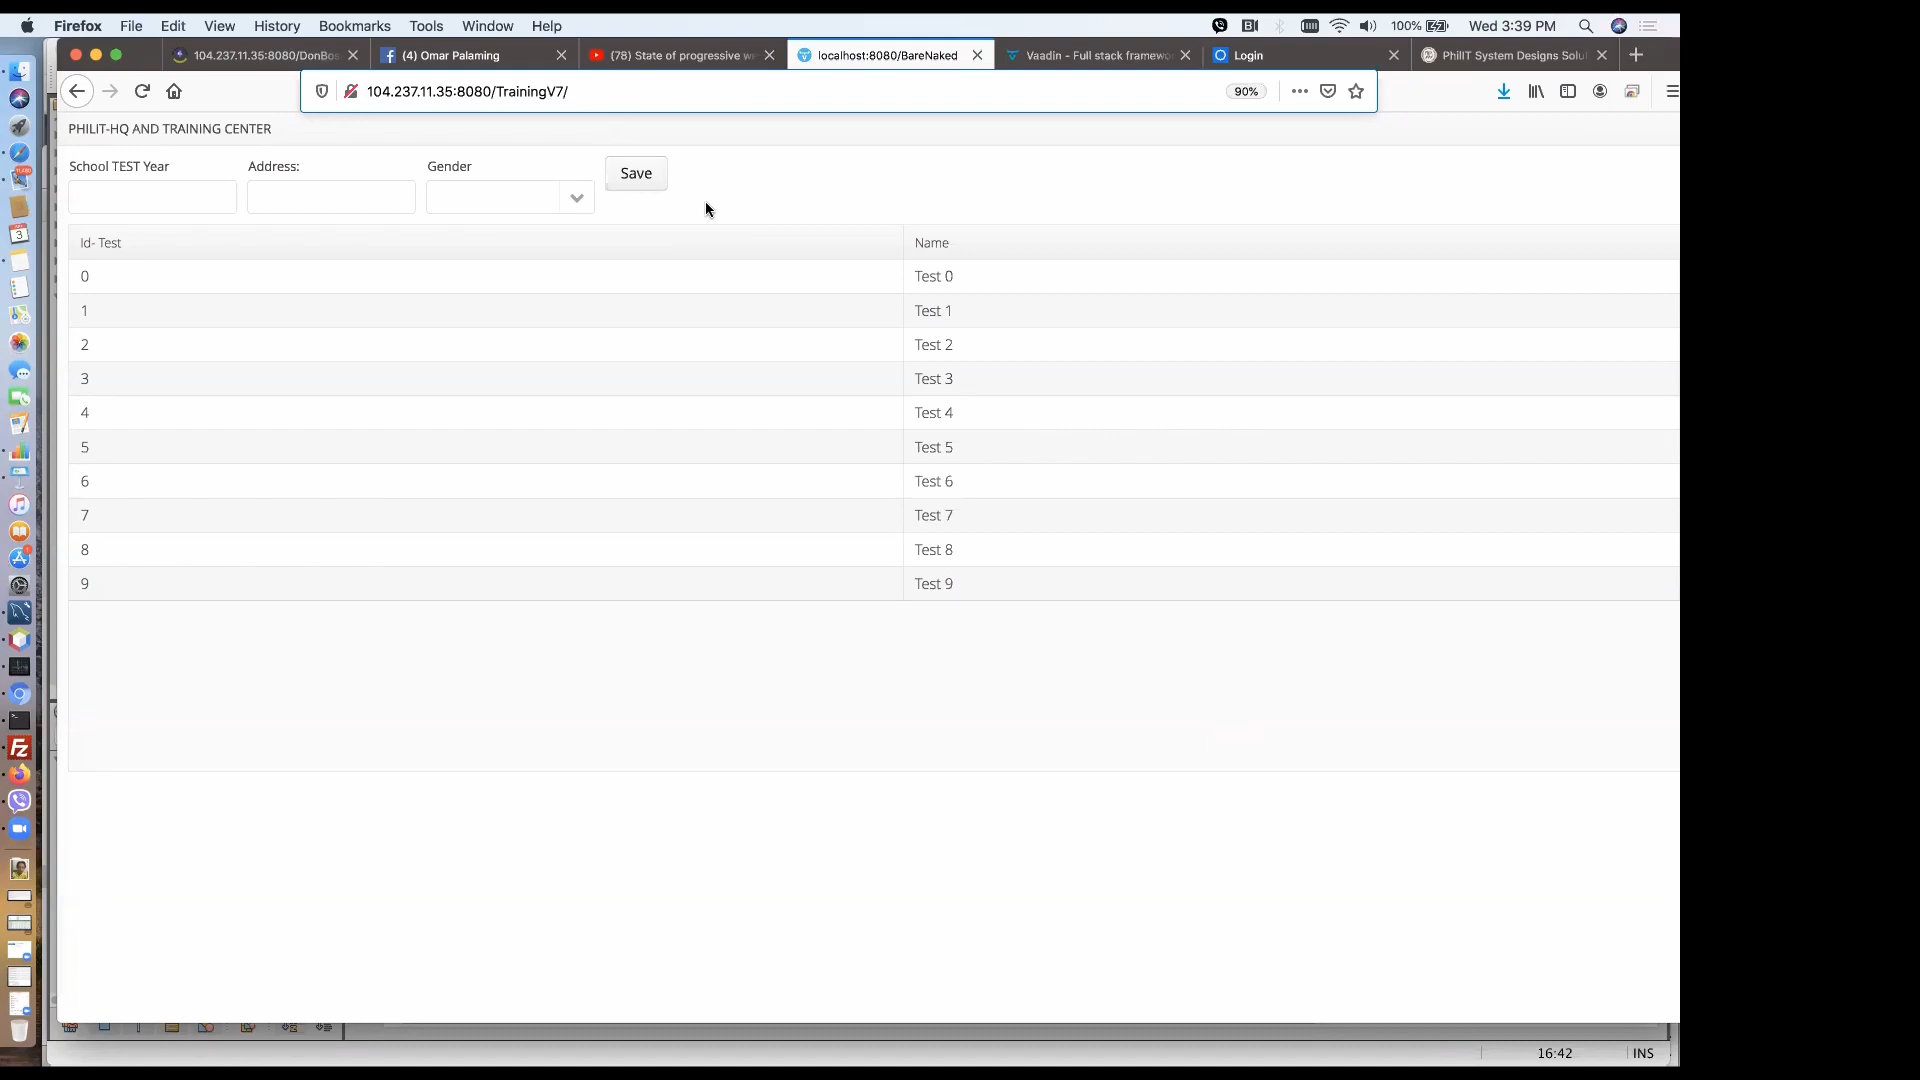 Firefox File Edit View History Bookmarks Tools Window Help 100% Wed 3:39 PM
104.237.11.35:8080/DonBos (4) Omar Palaming (78) State of progressive we localhost:8080/BareNaked Vaadin - Full stack framewor Login PhilIT System Designs Solut
104.237.11.35:8080/TrainingV7/ 90%
PHILIT-HQ AND TRAINING CENTER
School TEST Year Address: Gender Save
Id- Test Name
0 Test 0
1 Test 1
2 Test 2
3 Test 3
4 Test 4
5 Test 5
6 Test 6
7 Test 7
8 Test 8
9 Test 9
16:42 INS